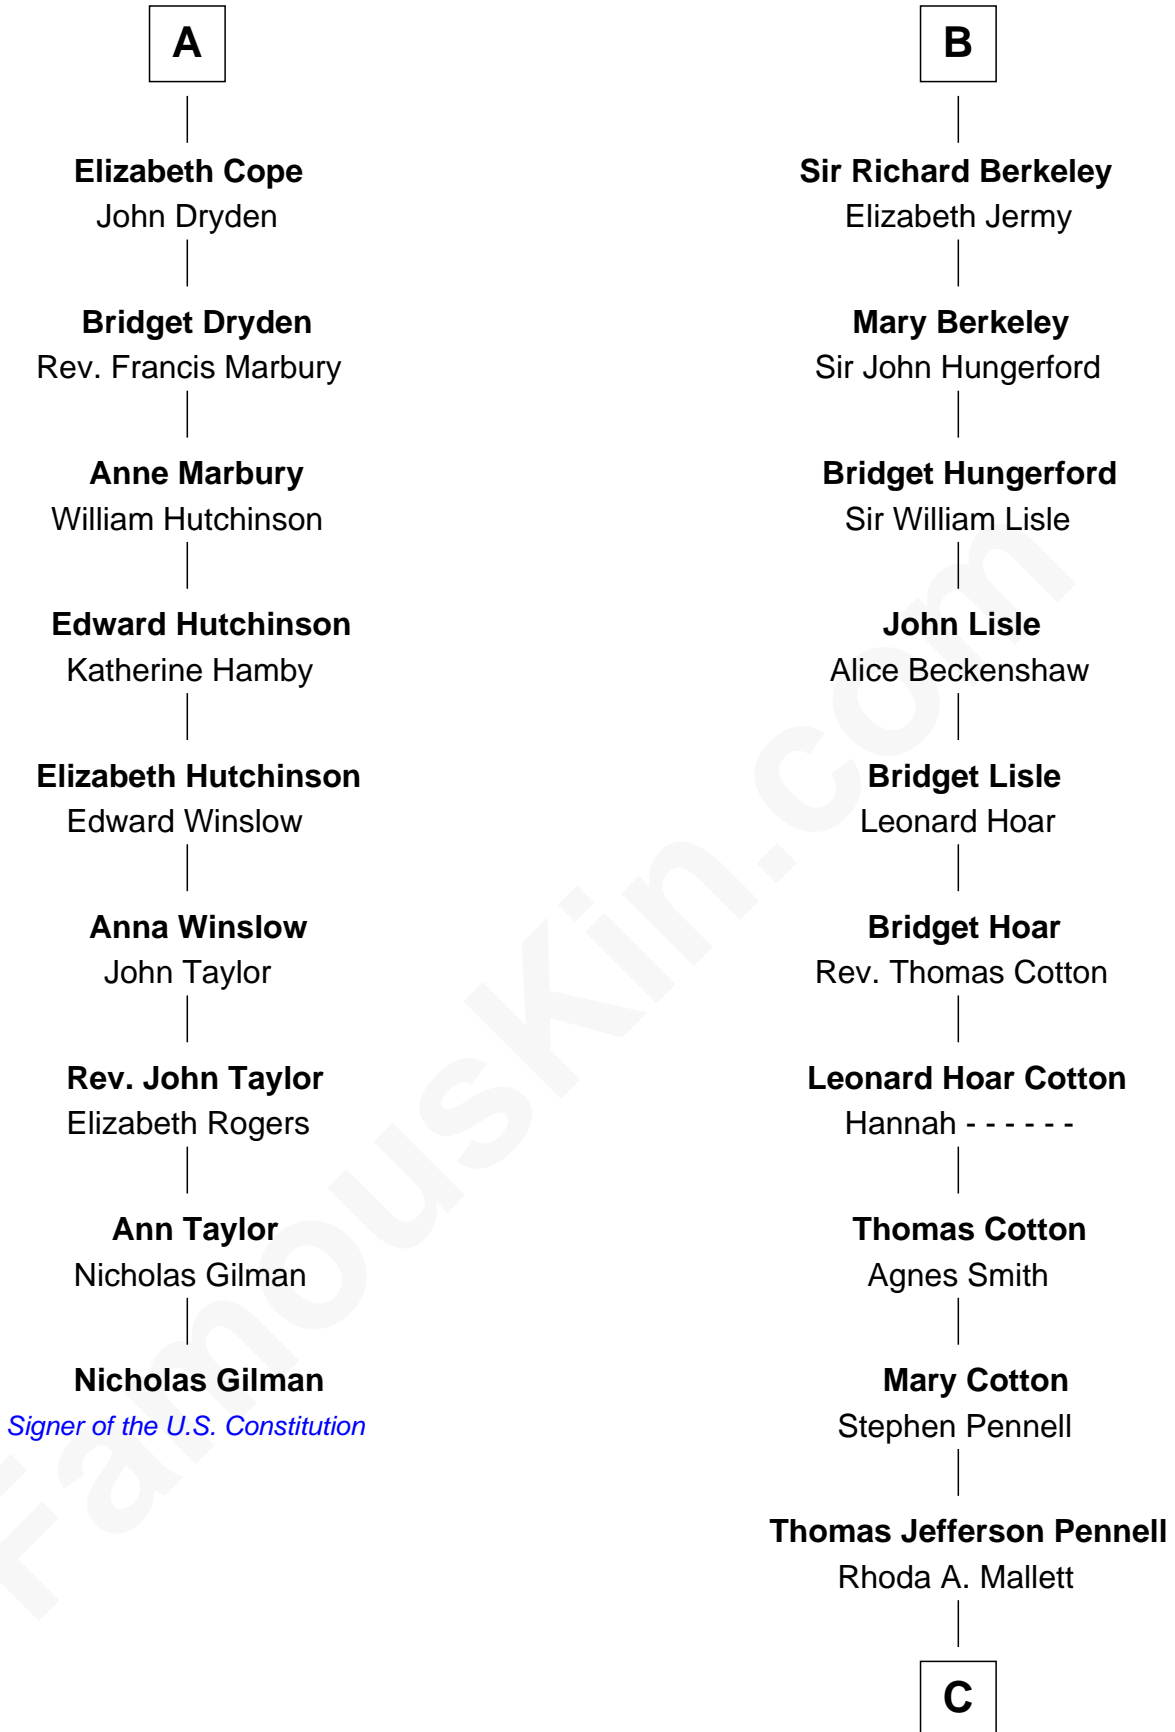 A
Elizabeth Cope
John Dryden
Bridget Dryden
Rev. Francis Marbury
Anne Marbury
William Hutchinson
Edward Hutchinson
Katherine Hamby
Elizabeth Hutchinson
Edward Winslow
Anna Winslow
John Taylor
Rev. John Taylor
Elizabeth Rogers
Ann Taylor
Nicholas Gilman
Nicholas Gilman
Signer of the U.S. Constitution
B
Sir Richard Berkeley
Elizabeth Jermy
Mary Berkeley
Sir John Hungerford
Bridget Hungerford
Sir William Lisle
John Lisle
Alice Beckenshaw
Bridget Lisle
Leonard Hoar
Bridget Hoar
Rev. Thomas Cotton
Leonard Hoar Cotton
Hannah - - - - - -
Thomas Cotton
Agnes Smith
Mary Cotton
Stephen Pennell
Thomas Jefferson Pennell
Rhoda A. Mallett
C
FamousKin.com